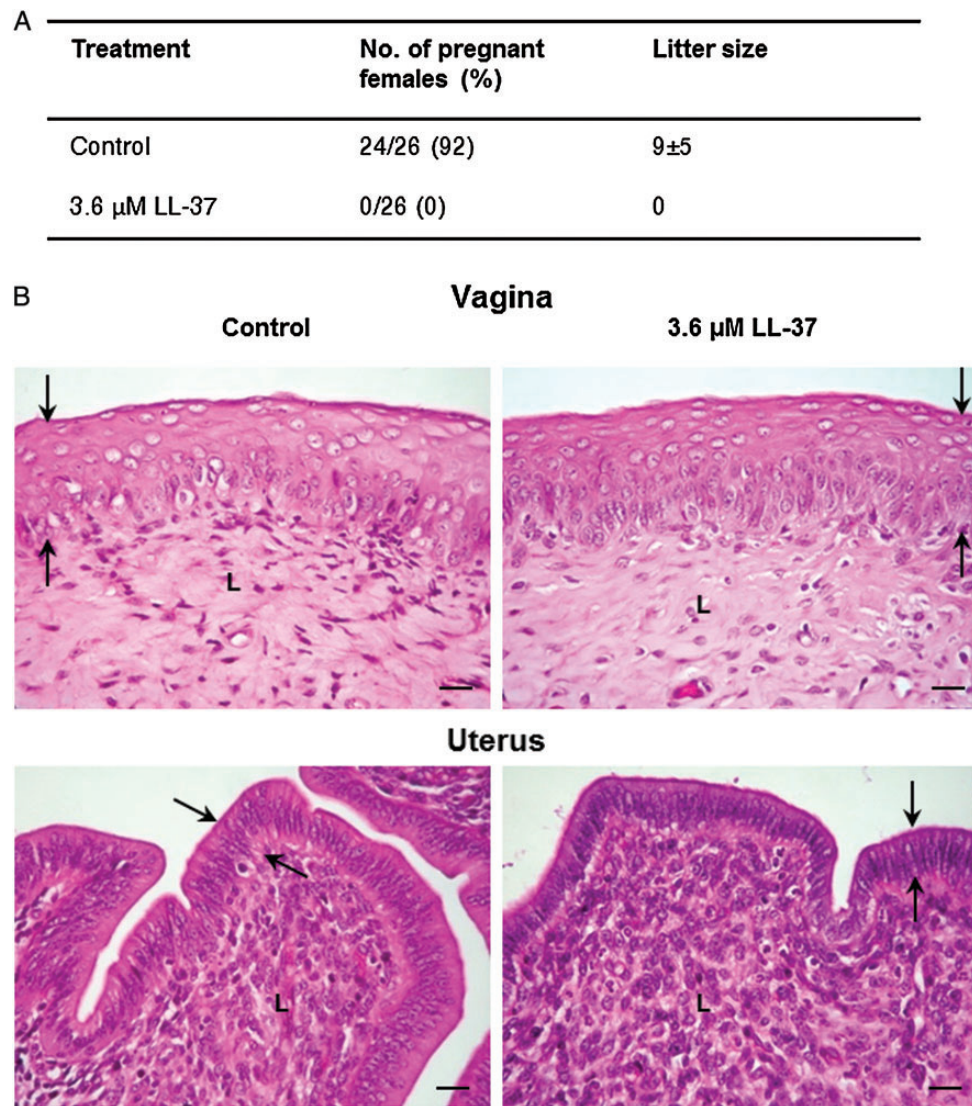 A
Treatment No. of pregnant females (%) Litter size
Control 24/26 (92) 9±5
3.6 µM LL-37 0/26 (0) 0
B
Vagina
Control 3.6 µM LL-37
L L
Uterus
L L